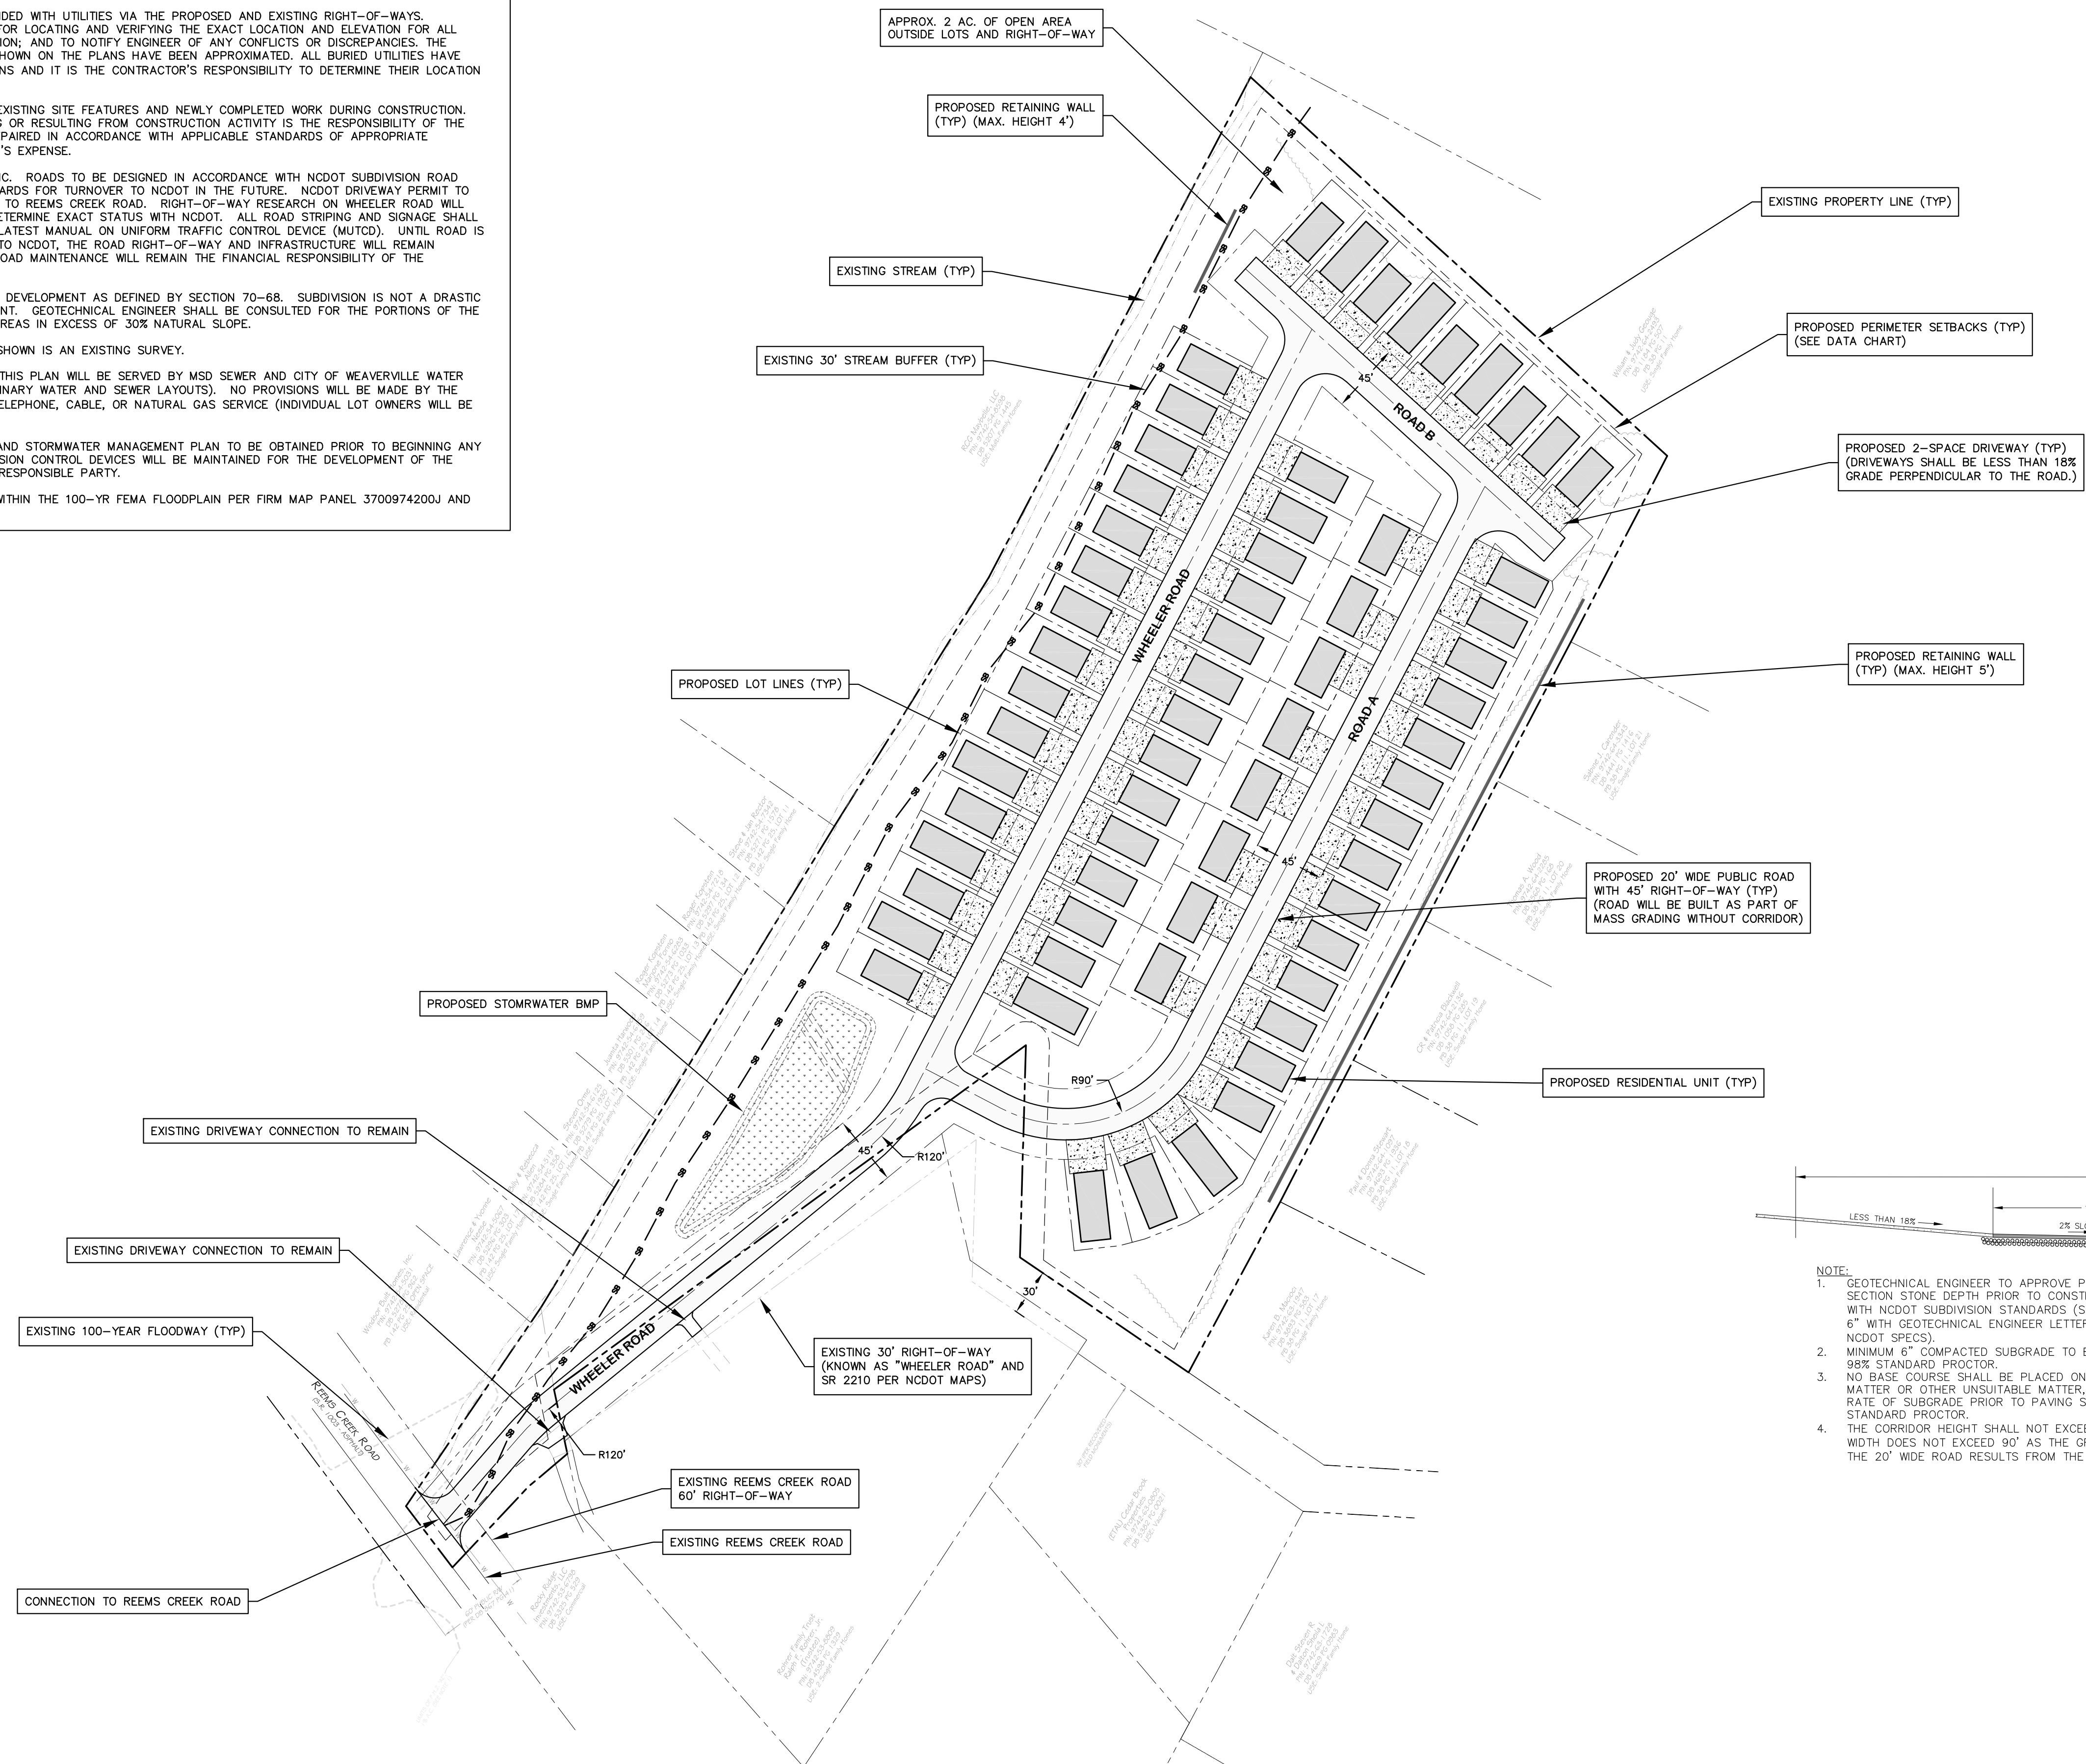 DED WITH UTILITIES VIA THE PROPOSED AND EXISTING RIGHT-OF-WAYS.
FOR LOCATING AND VERIFYING THE EXACT LOCATION AND ELEVATION FOR ALL
ION; AND TO NOTIFY ENGINEER OF ANY CONFLICTS OR DISCREPANCIES. THE
HOWN ON THE PLANS HAVE BEEN APPROXIMATED. ALL BURIED UTILITIES HAVE
NS AND IT IS THE CONTRACTOR'S RESPONSIBILITY TO DETERMINE THEIR LOCATION
EXISTING SITE FEATURES AND NEWLY COMPLETED WORK DURING CONSTRUCTION.
G OR RESULTING FROM CONSTRUCTION ACTIVITY IS THE RESPONSIBILITY OF THE
PAIRED IN ACCORDANCE WITH APPLICABLE STANDARDS OF APPROPRIATE
'S EXPENSE.
IC. ROADS TO BE DESIGNED IN ACCORDANCE WITH NCDOT SUBDIVISION ROAD
ARDS FOR TURNOVER TO NCDOT IN THE FUTURE. NCDOT DRIVEWAY PERMIT TO
TO REEMS CREEK ROAD. RIGHT-OF-WAY RESEARCH ON WHEELER ROAD WILL
ETERMINE EXACT STATUS WITH NCDOT. ALL ROAD STRIPING AND SIGNAGE SHALL
LATEST MANUAL ON UNIFORM TRAFFIC CONTROL DEVICE (MUTCD). UNTIL ROAD IS
TO NCDOT, THE ROAD RIGHT-OF-WAY AND INFRASTRUCTURE WILL REMAIN
OAD MAINTENANCE WILL REMAIN THE FINANCIAL RESPONSIBILITY OF THE
DEVELOPMENT AS DEFINED BY SECTION 70-68. SUBDIVISION IS NOT A DRASTIC
NT. GEOTECHNICAL ENGINEER SHALL BE CONSULTED FOR THE PORTIONS OF THE
REAS IN EXCESS OF 30% NATURAL SLOPE.
SHOWN IS AN EXISTING SURVEY.
THIS PLAN WILL BE SERVED BY MSD SEWER AND CITY OF WEAVERVILLE WATER
INARY WATER AND SEWER LAYOUTS). NO PROVISIONS WILL BE MADE BY THE
ELEPHONE, CABLE, OR NATURAL GAS SERVICE (INDIVIDUAL LOT OWNERS WILL BE
AND STORMWATER MANAGEMENT PLAN TO BE OBTAINED PRIOR TO BEGINNING ANY
SION CONTROL DEVICES WILL BE MAINTAINED FOR THE DEVELOPMENT OF THE
RESPONSIBLE PARTY.
WITHIN THE 100-YR FEMA FLOODPLAIN PER FIRM MAP PANEL 3700974200J AND
APPROX. 2 AC. OF OPEN AREA
OUTSIDE LOTS AND RIGHT-OF-WAY
PROPOSED RETAINING WALL
(TYP) (MAX. HEIGHT 4')
EXISTING STREAM (TYP)
EXISTING 30' STREAM BUFFER (TYP)
PROPOSED LOT LINES (TYP)
PROPOSED STOMRWATER BMP
EXISTING DRIVEWAY CONNECTION TO REMAIN
EXISTING DRIVEWAY CONNECTION TO REMAIN
EXISTING 100-YEAR FLOODWAY (TYP)
CONNECTION TO REEMS CREEK ROAD
EXISTING PROPERTY LINE (TYP)
PROPOSED PERIMETER SETBACKS (TYP)
(SEE DATA CHART)
PROPOSED 2-SPACE DRIVEWAY (TYP)
(DRIVEWAYS SHALL BE LESS THAN 18%
GRADE PERPENDICULAR TO THE ROAD.)
PROPOSED RETAINING WALL
(TYP) (MAX. HEIGHT 5')
PROPOSED 20' WIDE PUBLIC ROAD
WITH 45' RIGHT-OF-WAY (TYP)
(ROAD WILL BE BUILT AS PART OF
MASS GRADING WITHOUT CORRIDOR)
PROPOSED RESIDENTIAL UNIT (TYP)
EXISTING 30' RIGHT-OF-WAY
(KNOWN AS "WHEELER ROAD" AND
SR 2210 PER NCDOT MAPS)
EXISTING REEMS CREEK ROAD
60' RIGHT-OF-WAY
EXISTING REEMS CREEK ROAD
ROAD B
WHEELER ROAD
ROAD A
WHEELER ROAD
REEMS CREEK ROAD
(S.R. 1003 ASPHALT)
45'
45'
45'
R90'
R120'
R120'
30'
LESS THAN 18%
2% SLO
NOTE:
1. GEOTECHNICAL ENGINEER TO APPROVE P
SECTION STONE DEPTH PRIOR TO CONST
WITH NCDOT SUBDIVISION STANDARDS (S
6" WITH GEOTECHNICAL ENGINEER LETTER
NCDOT SPECS).
2. MINIMUM 6" COMPACTED SUBGRADE TO B
98% STANDARD PROCTOR.
3. NO BASE COURSE SHALL BE PLACED ON
MATTER OR OTHER UNSUITABLE MATTER,
RATE OF SUBGRADE PRIOR TO PAVING S
STANDARD PROCTOR.
4. THE CORRIDOR HEIGHT SHALL NOT EXCEE
WIDTH DOES NOT EXCEED 90' AS THE GR
THE 20' WIDE ROAD RESULTS FROM THE